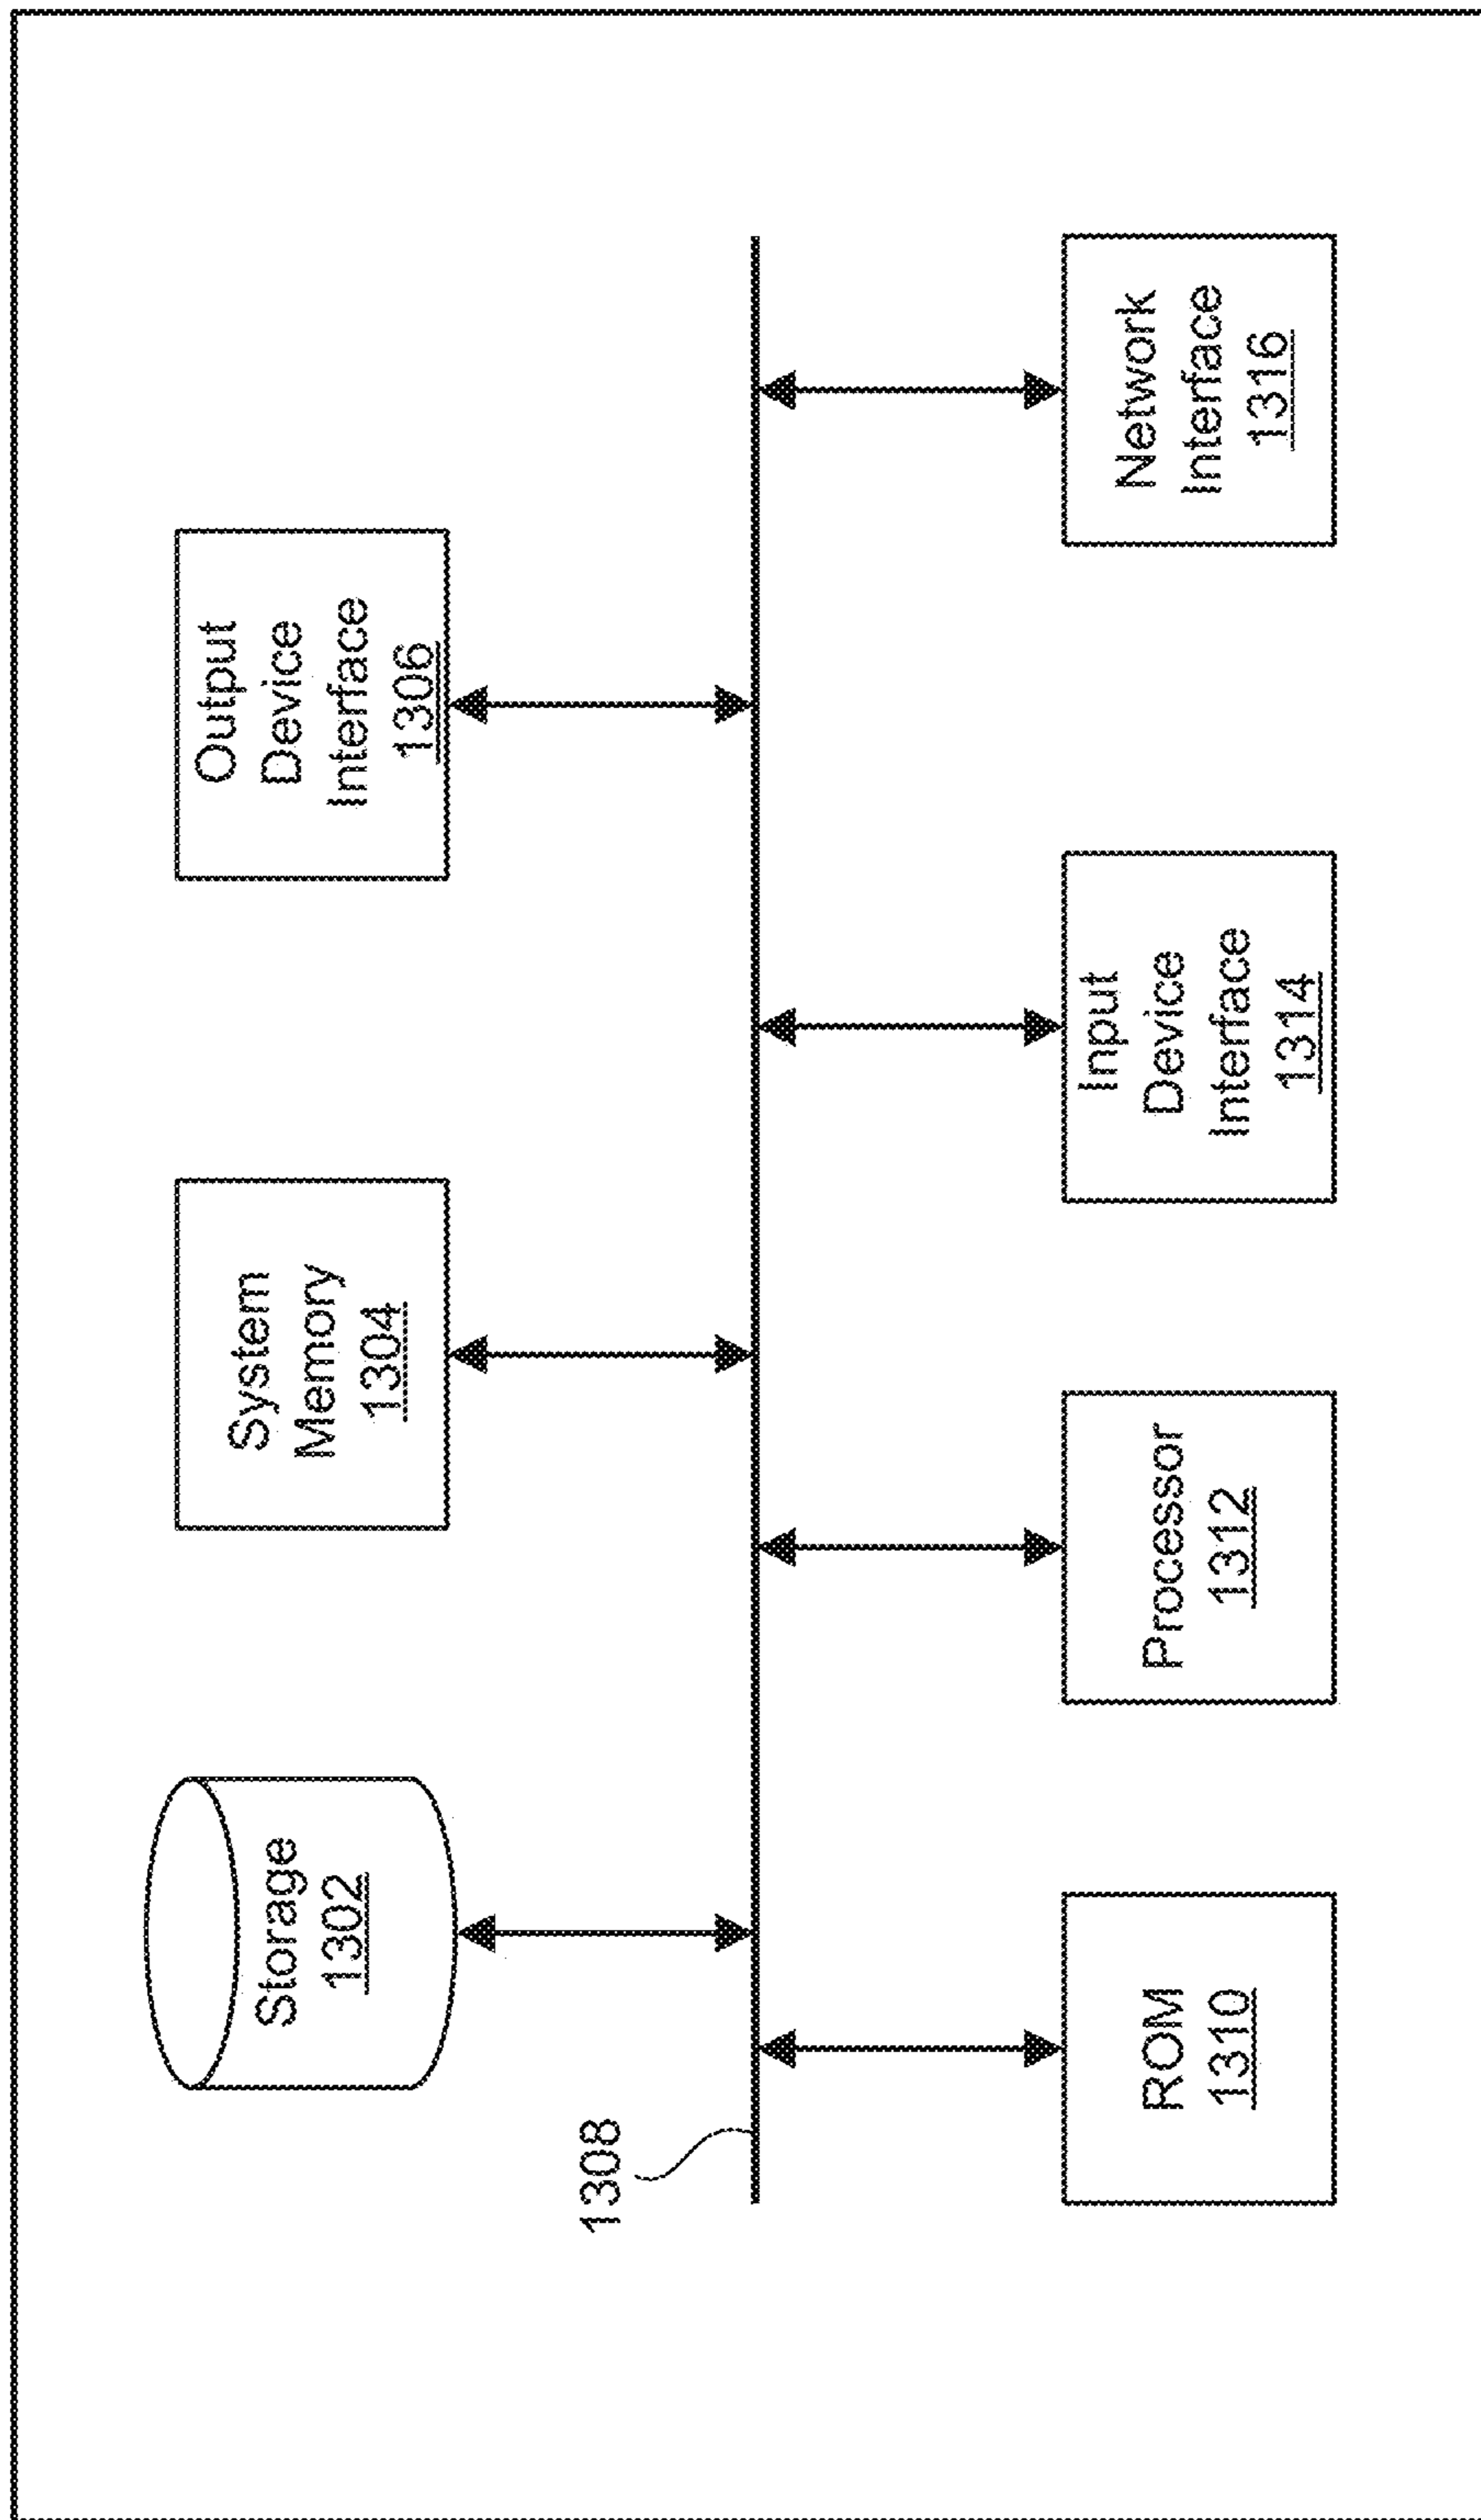 Storage
1302
System
Memory
1304
Output
Device
Interface
1306
1308
ROM
1310
Processor
1312
Input
Device
Interface
1314
Network
Interface
1316